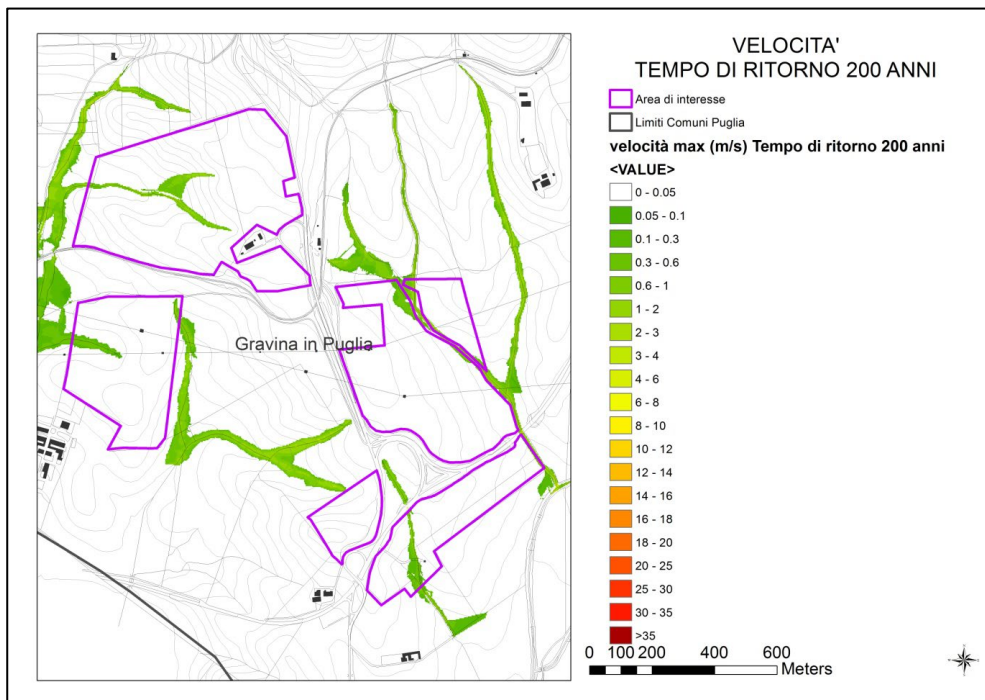 VELOCITA'
TEMPO DI RITORNO 200 ANNI
Area di interesse
Limiti Comuni Puglia
velocità max (m/s) Tempo di ritorno 200 anni
<VALUE>
0 - 0.05
0.05 - 0.1
0.1 - 0.3
0.3 - 0.6
0.6 - 1
1 - 2
2 - 3
3 - 4
4 - 6
6 - 8
8 - 10
10 - 12
12 - 14
14 - 16
16 - 18
18 - 20
20 - 25
25 - 30
30 - 35
>35
Gravina in Puglia
0 100 200 400 600
Meters